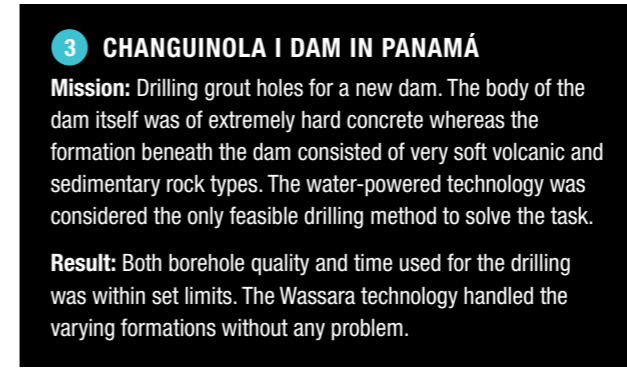 3 CHANGUINOLA I DAM IN PANAMÁ
Mission: Drilling grout holes for a new dam. The body of the
dam itself was of extremely hard concrete whereas the
formation beneath the dam consisted of very soft volcanic and
sedimentary rock types. The water-powered technology was
considered the only feasible drilling method to solve the task.
Result: Both borehole quality and time used for the drilling
was within set limits. The Wassara technology handled the
varying formations without any problem.